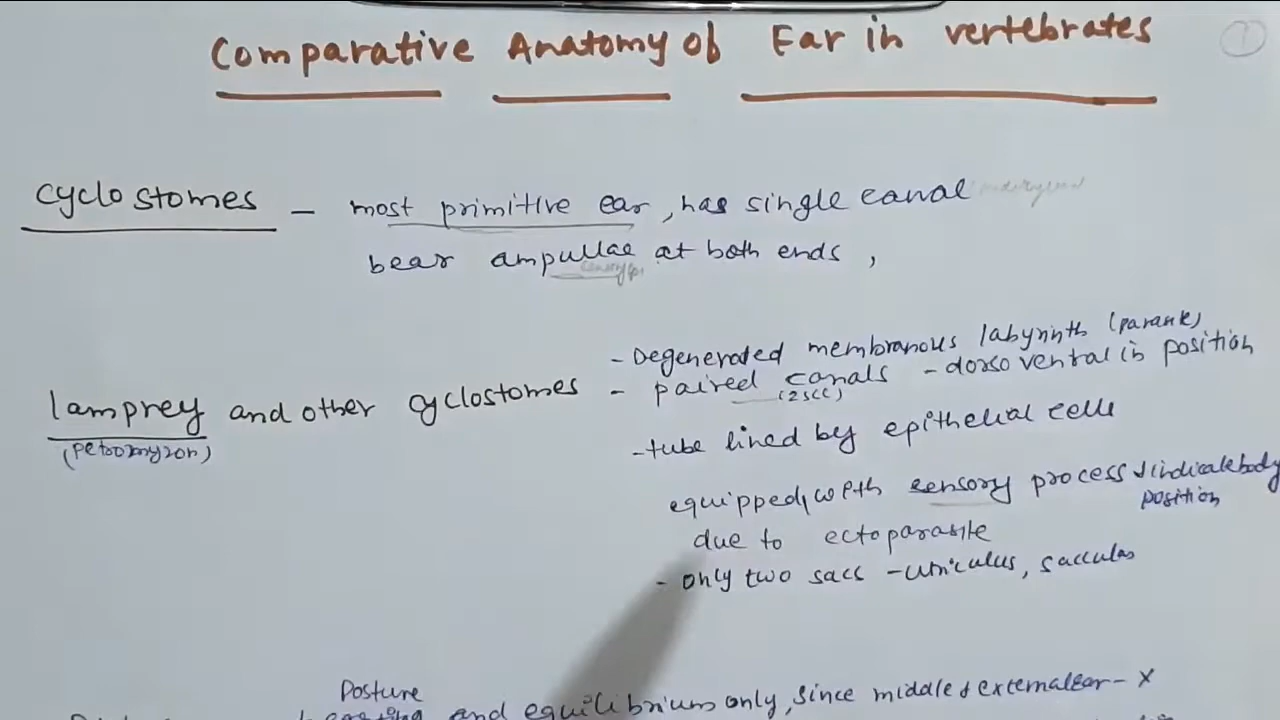 Comparative Anatomy of Ear in vertebrates
1
cyclostomes – most primitive ear, has single canal
bear ampullae at both ends,
- Degenerated membranous labyrinth (parasite)
lamprey and other cyclostomes - paired canals - dorso ventral in position
(petromyzon) (2SCC)
- tube lined by epithelial cells
equipped with sensory process & indicate body
position
due to ectoparasite
- only two sacs - utriculus, sacculus
Posture
and equilibrium only, since middle & external ear - x